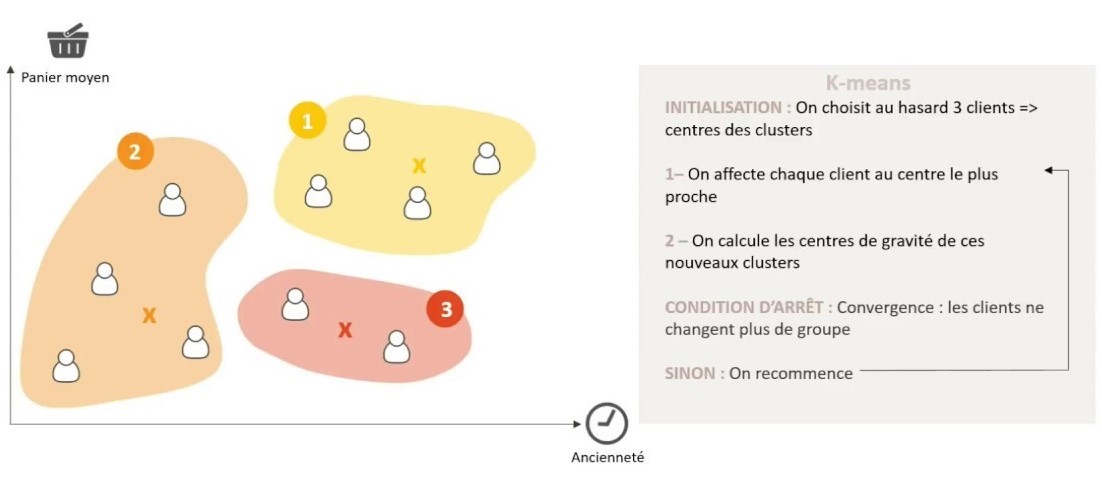 Panier moyen
1
2
X
X
3
X
Ancienneté
K-means
INITIALISATION : On choisit au hasard 3 clients =>
centres des clusters
1– On affecte chaque client au centre le plus
proche
2 – On calcule les centres de gravité de ces
nouveaux clusters
CONDITION D’ARRÊT : Convergence : les clients ne
changent plus de groupe
SINON : On recommence